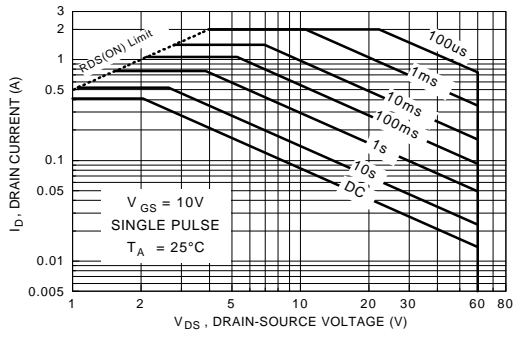 3
2
1
0.5
0.1
0.05
0.01
0.005
I D, DRAIN CURRENT (A)
RDS(ON) Limit
100us
1ms
10ms
100ms
1s
10s
DC
V GS = 10V
SINGLE PULSE
T A = 25°C
1 2 5 10 20 30 60 80
V DS , DRAIN-SOURCE VOLTAGE (V)